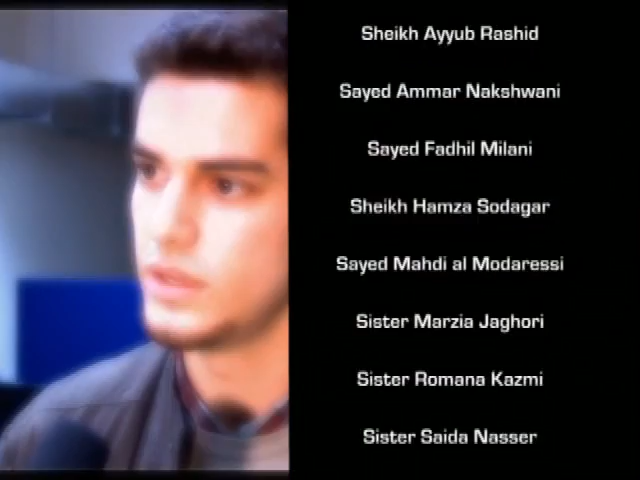 Sheikh Ayyub Rashid
Sayed Ammar Nakshwani
Sayed Fadhil Milani
Sheikh Hamza Sodagar
Sayed Mahdi al Modaressi
Sister Marzia Jaghori
Sister Romana Kazmi
Sister Saida Nasser